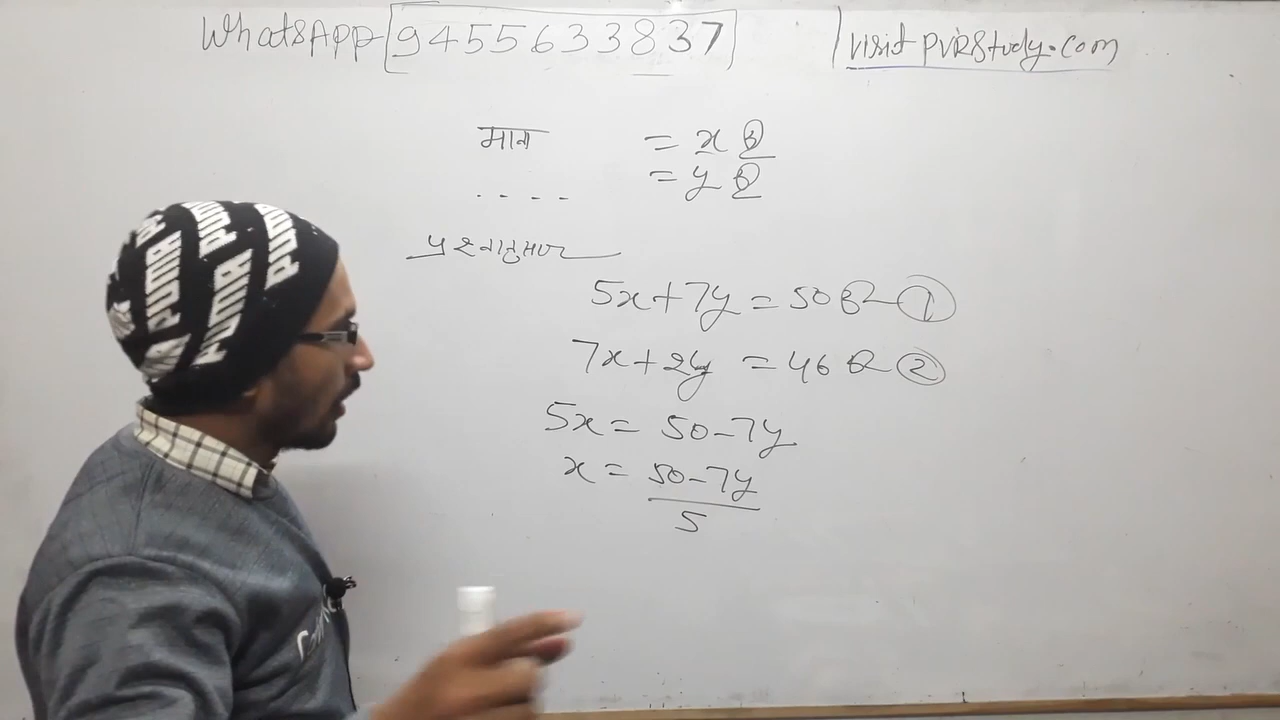 WhatsApp 9455633837
visit PVRStudy.com
माना = x रु
.... = y रु
प्रश्नानुसार
5x+7y = 50 रु — 1
7x+2y = 46 रु — 2
5x = 50-7y
x = 50-7y
5
PUMA PUMA PUMA PUMA